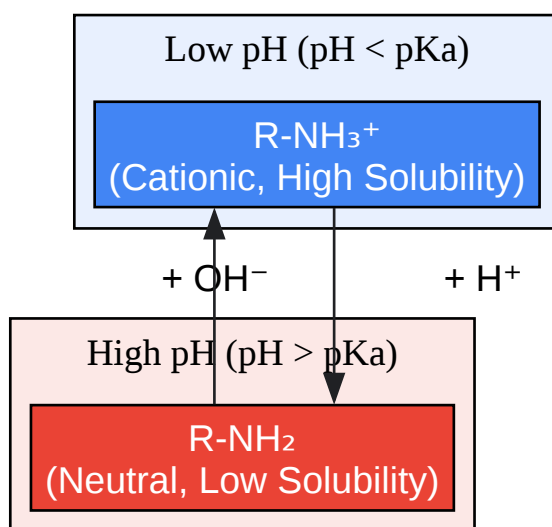 Low pH (pH < pKa)
R-NH₃⁺
(Cationic, High Solubility)
+ OH⁻
+ H⁺
High pH (pH > pKa)
R-NH₂
(Neutral, Low Solubility)